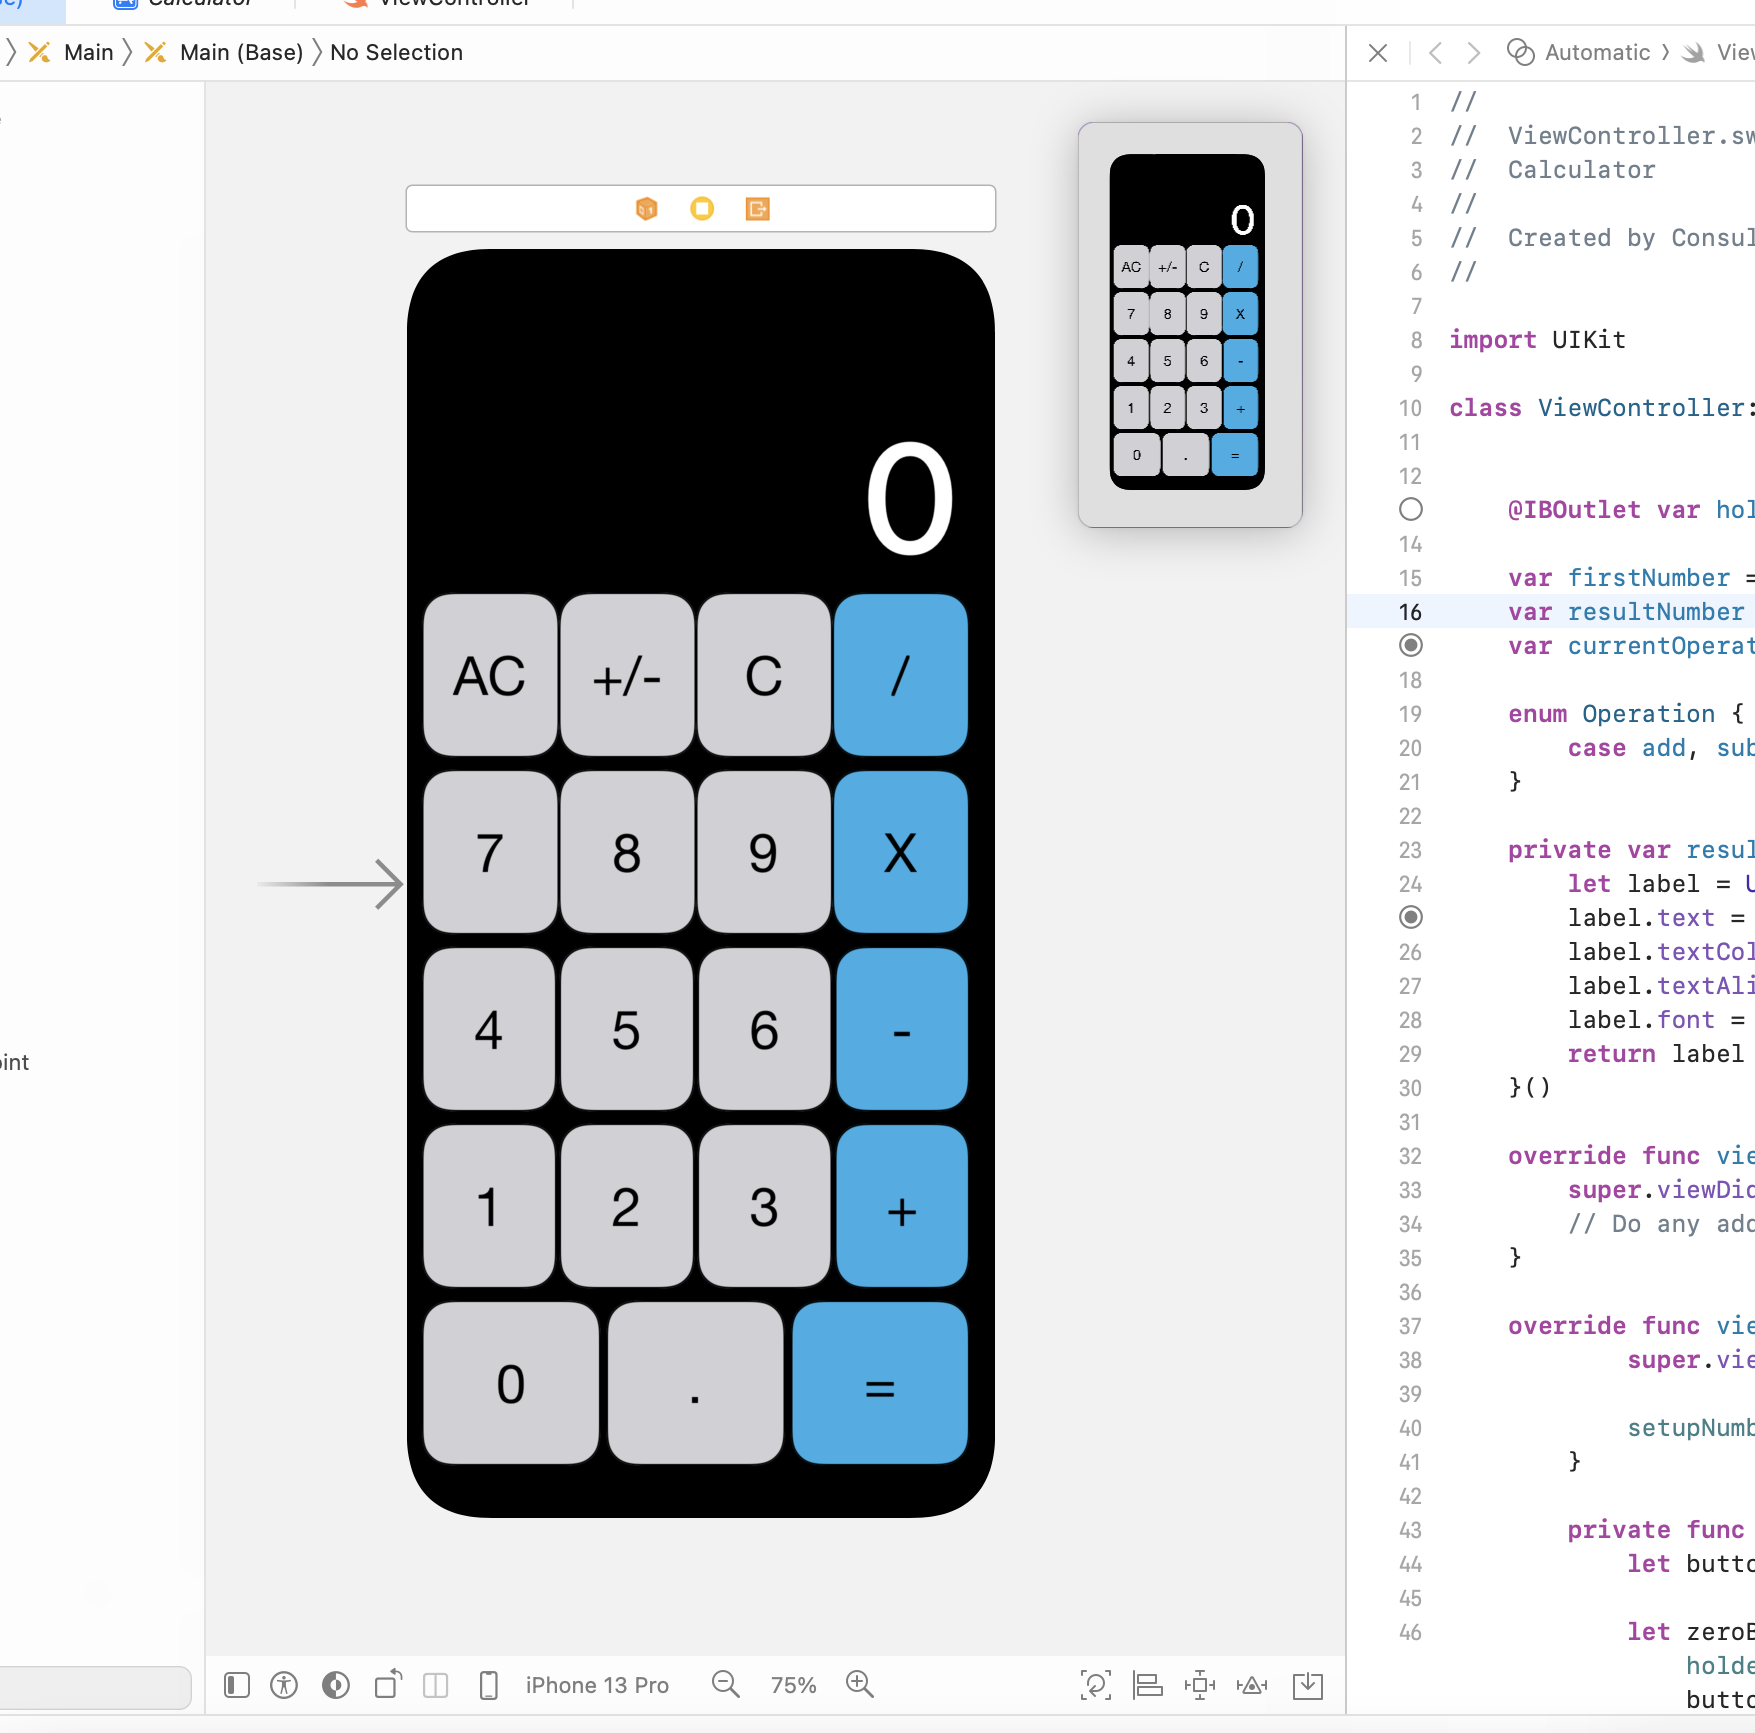 Main Main (Base) No Selection
0
AC +/- C /
7 8 9 X
4 5 6 -
1 2 3 +
0 . =
0
AC +/- C /
7 8 9 X
4 5 6 -
1 2 3 +
0 . =
iPhone 13 Pro 75%
Automatic
1 //
2 // ViewController.sw
3 // Calculator
4 //
5 // Created by Consul
6 //
7
8 import UIKit
9
10 class ViewController:
11
12
@IBOutlet var hol
14
15 var firstNumber =
16 var resultNumber
var currentOperat
18
19 enum Operation {
20 case add, sub
21 }
22
23 private var resul
24 let label = U
label.text =
26 label.textCol
27 label.textAli
28 label.font =
29 return label
30 }()
31
32 override func vie
33 super.viewDid
34 // Do any add
35 }
36
37 override func vie
38 super.vie
39
40 setupNumb
41 }
42
43 private func
44 let butto
45
46 let zeroB
holde
butto